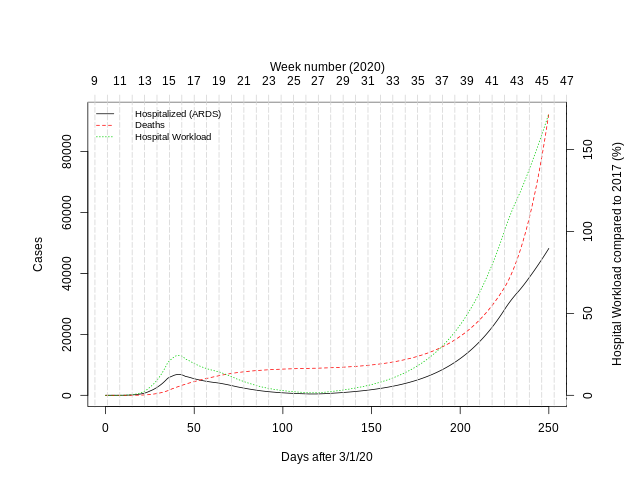 Week number (2020)
9 11 13 15 17 19 21 23 25 27 29 31 33 35 37 39 41 43 45 47
Hospitalized (ARDS)
Deaths
Hospital Workload
Cases
0 20000 40000 60000 80000
0 50 100 150
Hospital Workload compared to 2017 (%)
0 50 100 150 200 250
Days after 3/1/20